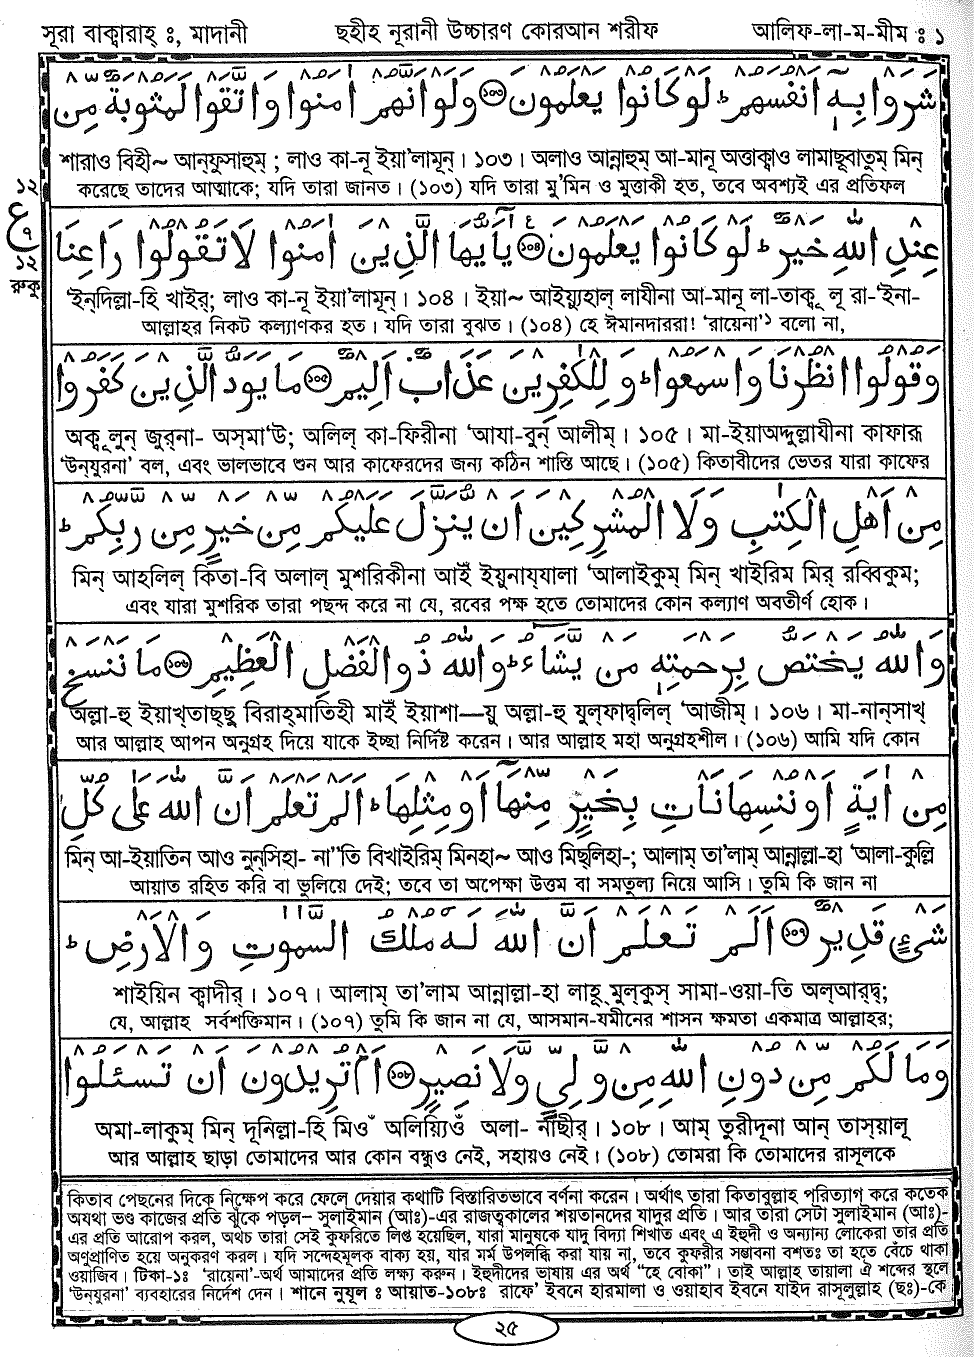 সূরা বাক্বারাহ্ ঃ, মাদানী ছহীহ নূরানী উচ্চারণ কোরআন শরীফ আলিফ-লা-ম-মীম ঃ ১
شَرَوْا بِهٖٓ اَنْفُسَهُمْ ؕ لَوْ كَانُوْا يَعْلَمُوْنَ ۝۱۰۳ وَلَوْ اَنَّهُمْ اٰمَنُوْا وَاتَّقَوْا لَمَثُوْبَةٌ مِّنْ
শারাও বিহী~ আন্‌ফুসাহুম্ ; লাও কা-নূ ইয়া'লামূন্। ১০৩। অলাও আন্নাহুম্ আ-মানূ অত্তাক্বাও লামাছূবাতুম্ মিন্
করেছে তাদের আত্মাকে; যদি তারা জানত। (১০৩) যদি তারা মু'মিন ও মুত্তাকী হত, তবে অবশ্যই এর প্রতিফল
১২
ع
৭
১২
রুকু
عِنْدِ اللّٰهِ خَيْرٌ ؕ لَوْ كَانُوْا يَعْلَمُوْنَ ۝۱۰۴ يٰۤاَيُّهَا الَّذِيْنَ اٰمَنُوْا لَا تَقُوْلُوْا رَاعِنَا
'ইন্‌দিল্লা-হি খাইর্; লাও কা-নূ ইয়া'লামূন্। ১০৪। ইয়া~ আইয়্যুহাল্ লাযীনা আ-মানূ লা-তাক্বূ লূ রা-'ইনা-
আল্লাহর নিকট কল্যাণকর হত। যদি তারা বুঝত। (১০৪) হে ঈমানদাররা! 'রায়েনা'১ বলো না,
وَقُوْلُوا انْظُرْنَا وَاسْمَعُوْا ؕ وَلِلْكٰفِرِيْنَ عَذَابٌ اَلِيْمٌ ۝۱۰۵ مَا يَوَدُّ الَّذِيْنَ كَفَرُوْا
অক্বূলুন্ জুর্‌না- অস্‌মা'উ; অলিল্ কা-ফিরীনা 'আযা-বুন্ আলীম্। ১০৫। মা-ইয়াঅদ্দুল্লাযীনা কাফারূ
'উন্‌যুরনা' বল, এবং ভালভাবে শুন আর কাফেরদের জন্য কঠিন শাস্তি আছে। (১০৫) কিতাবীদের ভেতর যারা কাফের
مِنْ اَهْلِ الْكِتٰبِ وَلَا الْمُشْرِكِيْنَ اَنْ يُّنَزَّلَ عَلَيْكُمْ مِّنْ خَيْرٍ مِّنْ رَّبِّكُمْ ؕ
মিন্ আহলিল্ কিতা-বি অলাল্ মুশরিকীনা আইঁ ইয়ুনায্‌যালা 'আলাইকুম্ মিন্ খাইরিম মির্ রব্বিকুম;
এবং যারা মুশরিক তারা পছন্দ করে না যে, রবের পক্ষ হতে তোমাদের কোন কল্যাণ অবতীর্ণ হোক।
وَاللّٰهُ يَخْتَصُّ بِرَحْمَتِهٖ مَنْ يَّشَآءُ ؕ وَاللّٰهُ ذُو الْفَضْلِ الْعَظِيْمِ ۝۱۰۶ مَا نَنْسَخْ
অল্লা-হু ইয়াখ্‌তাছ্‌ছু বিরাহ্‌মাতিহী মাইঁ ইয়াশা—য়ু অল্লা-হু যুল্‌ফাদ্বলিল্ 'আজীম্। ১০৬। মা-নান্‌সাখ্
আর আল্লাহ আপন অনুগ্রহ দিয়ে যাকে ইচ্ছা নির্দিষ্ট করেন। আর আল্লাহ মহা অনুগ্রহশীল। (১০৬) আমি যদি কোন
مِنْ اٰيَةٍ اَوْ نُنْسِهَا نَاْتِ بِخَيْرٍ مِّنْهَاۤ اَوْ مِثْلِهَا ؕ اَلَمْ تَعْلَمْ اَنَّ اللّٰهَ عَلٰى كُلِّ
মিন্ আ-ইয়াতিন আও নুন্‌সিহা- না"তি বিখাইরিম্ মিনহা~ আও মিছ্‌লিহা-; আলাম্ তা'লাম্ আন্নাল্লা-হা 'আলা-কুল্লি
আয়াত রহিত করি বা ভুলিয়ে দেই; তবে তা অপেক্ষা উত্তম বা সমতুল্য নিয়ে আসি। তুমি কি জান না
شَيْءٍ قَدِيْرٌ ۝۱۰۷ اَلَمْ تَعْلَمْ اَنَّ اللّٰهَ لَهٗ مُلْكُ السَّمٰوٰتِ وَالْاَرْضِ ؕ
শাইয়িন ক্বাদীর্। ১০৭। আলাম্ তা'লাম আন্নাল্লা-হা লাহূ মুল্‌কুস্ সামা-ওয়া-তি অল্‌আর্‌দ্ব;
যে, আল্লাহ সর্বশক্তিমান। (১০৭) তুমি কি জান না যে, আসমান-যমীনের শাসন ক্ষমতা একমাত্র আল্লাহর;
وَمَا لَكُمْ مِّنْ دُوْنِ اللّٰهِ مِنْ وَّلِيٍّ وَّلَا نَصِيْرٍ ۝۱۰۸ اَمْ تُرِيْدُوْنَ اَنْ تَسْئَلُوْا
অমা-লাকুম্ মিন্ দূনিল্লা-হি মিওঁ অলিয়্যিওঁ অলা- নাঁছীর্। ১০৮। আম্ তুরীদূনা আন্ তাস্‌য়ালূ
আর আল্লাহ ছাড়া তোমাদের আর কোন বন্ধুও নেই, সহায়ও নেই। (১০৮) তোমরা কি তোমাদের রাসূলকে
কিতাব পেছনের দিকে নিক্ষেপ করে ফেলে দেয়ার কথাটি বিস্তারিতভাবে বর্ণনা করেন। অর্থাৎ তারা কিতাবুল্লাহ পরিত্যাগ করে কতেক
অযথা ভণ্ড কাজের প্রতি ঝুঁকে পড়ল– সুলাইমান (আঃ)-এর রাজত্বকালের শয়তানদের যাদুর প্রতি। আর তারা সেটা সুলাইমান (আঃ)-
এর প্রতি আরোপ করল, অথচ তারা সেই কুফরিতে লিপ্ত হয়েছিল, যারা মানুষকে যাদু বিদ্যা শিখাত এবং এ ইহুদী ও অন্যান্য লোকেরা তার প্রতি
অণুপ্রাণিত হয়ে অনুকরণ করল। যদি সন্দেহমূলক বাক্য হয়, যার মর্ম উপলব্ধি করা যায় না, তবে কুফরীর সম্ভাবনা বশতঃ তা হতে বেঁচে থাকা
ওয়াজিব। টিকা-১ঃ 'রায়েনা'-অর্থ আমাদের প্রতি লক্ষ্য করুন। ইহুদীদের ভাষায় এর অর্থ "হে বোকা"। তাই আল্লাহ তায়ালা ঐ শব্দের স্থলে
'উন্‌যুরনা' ব্যবহারের নির্দেশ দেন। শানে নুযূল ঃ আয়াত-১০৮ঃ রাফে' ইবনে হারমালা ও ওয়াহাব ইবনে যাইদ রাসূলুল্লাহ (ছঃ)-কে
২৫